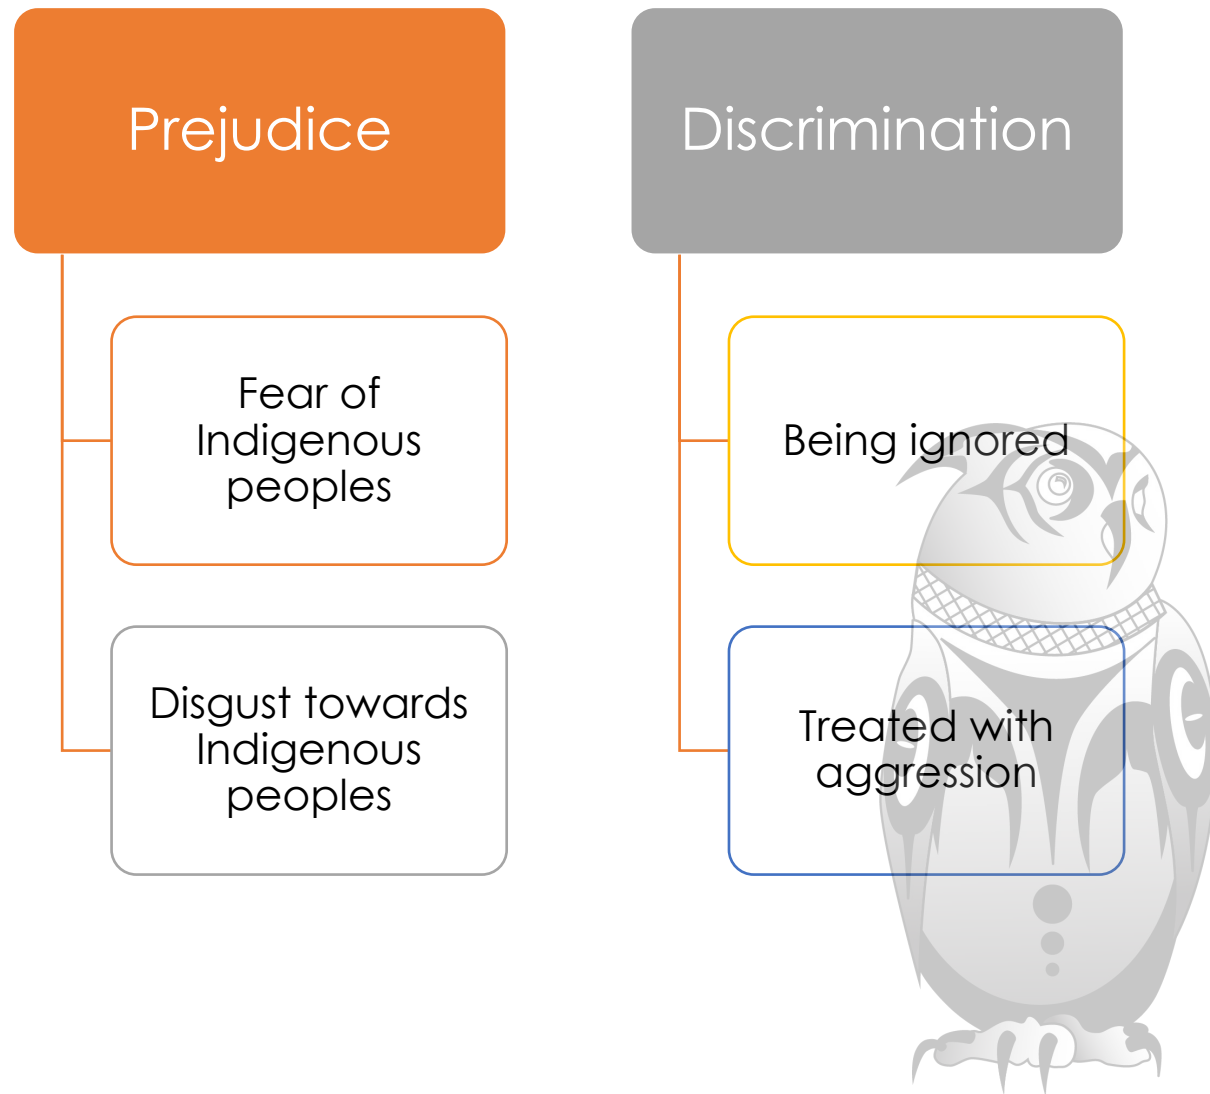 Prejudice
Fear of
Indigenous
peoples
Disgust towards
Indigenous
peoples
Discrimination
Being ignored
Treated with
aggression